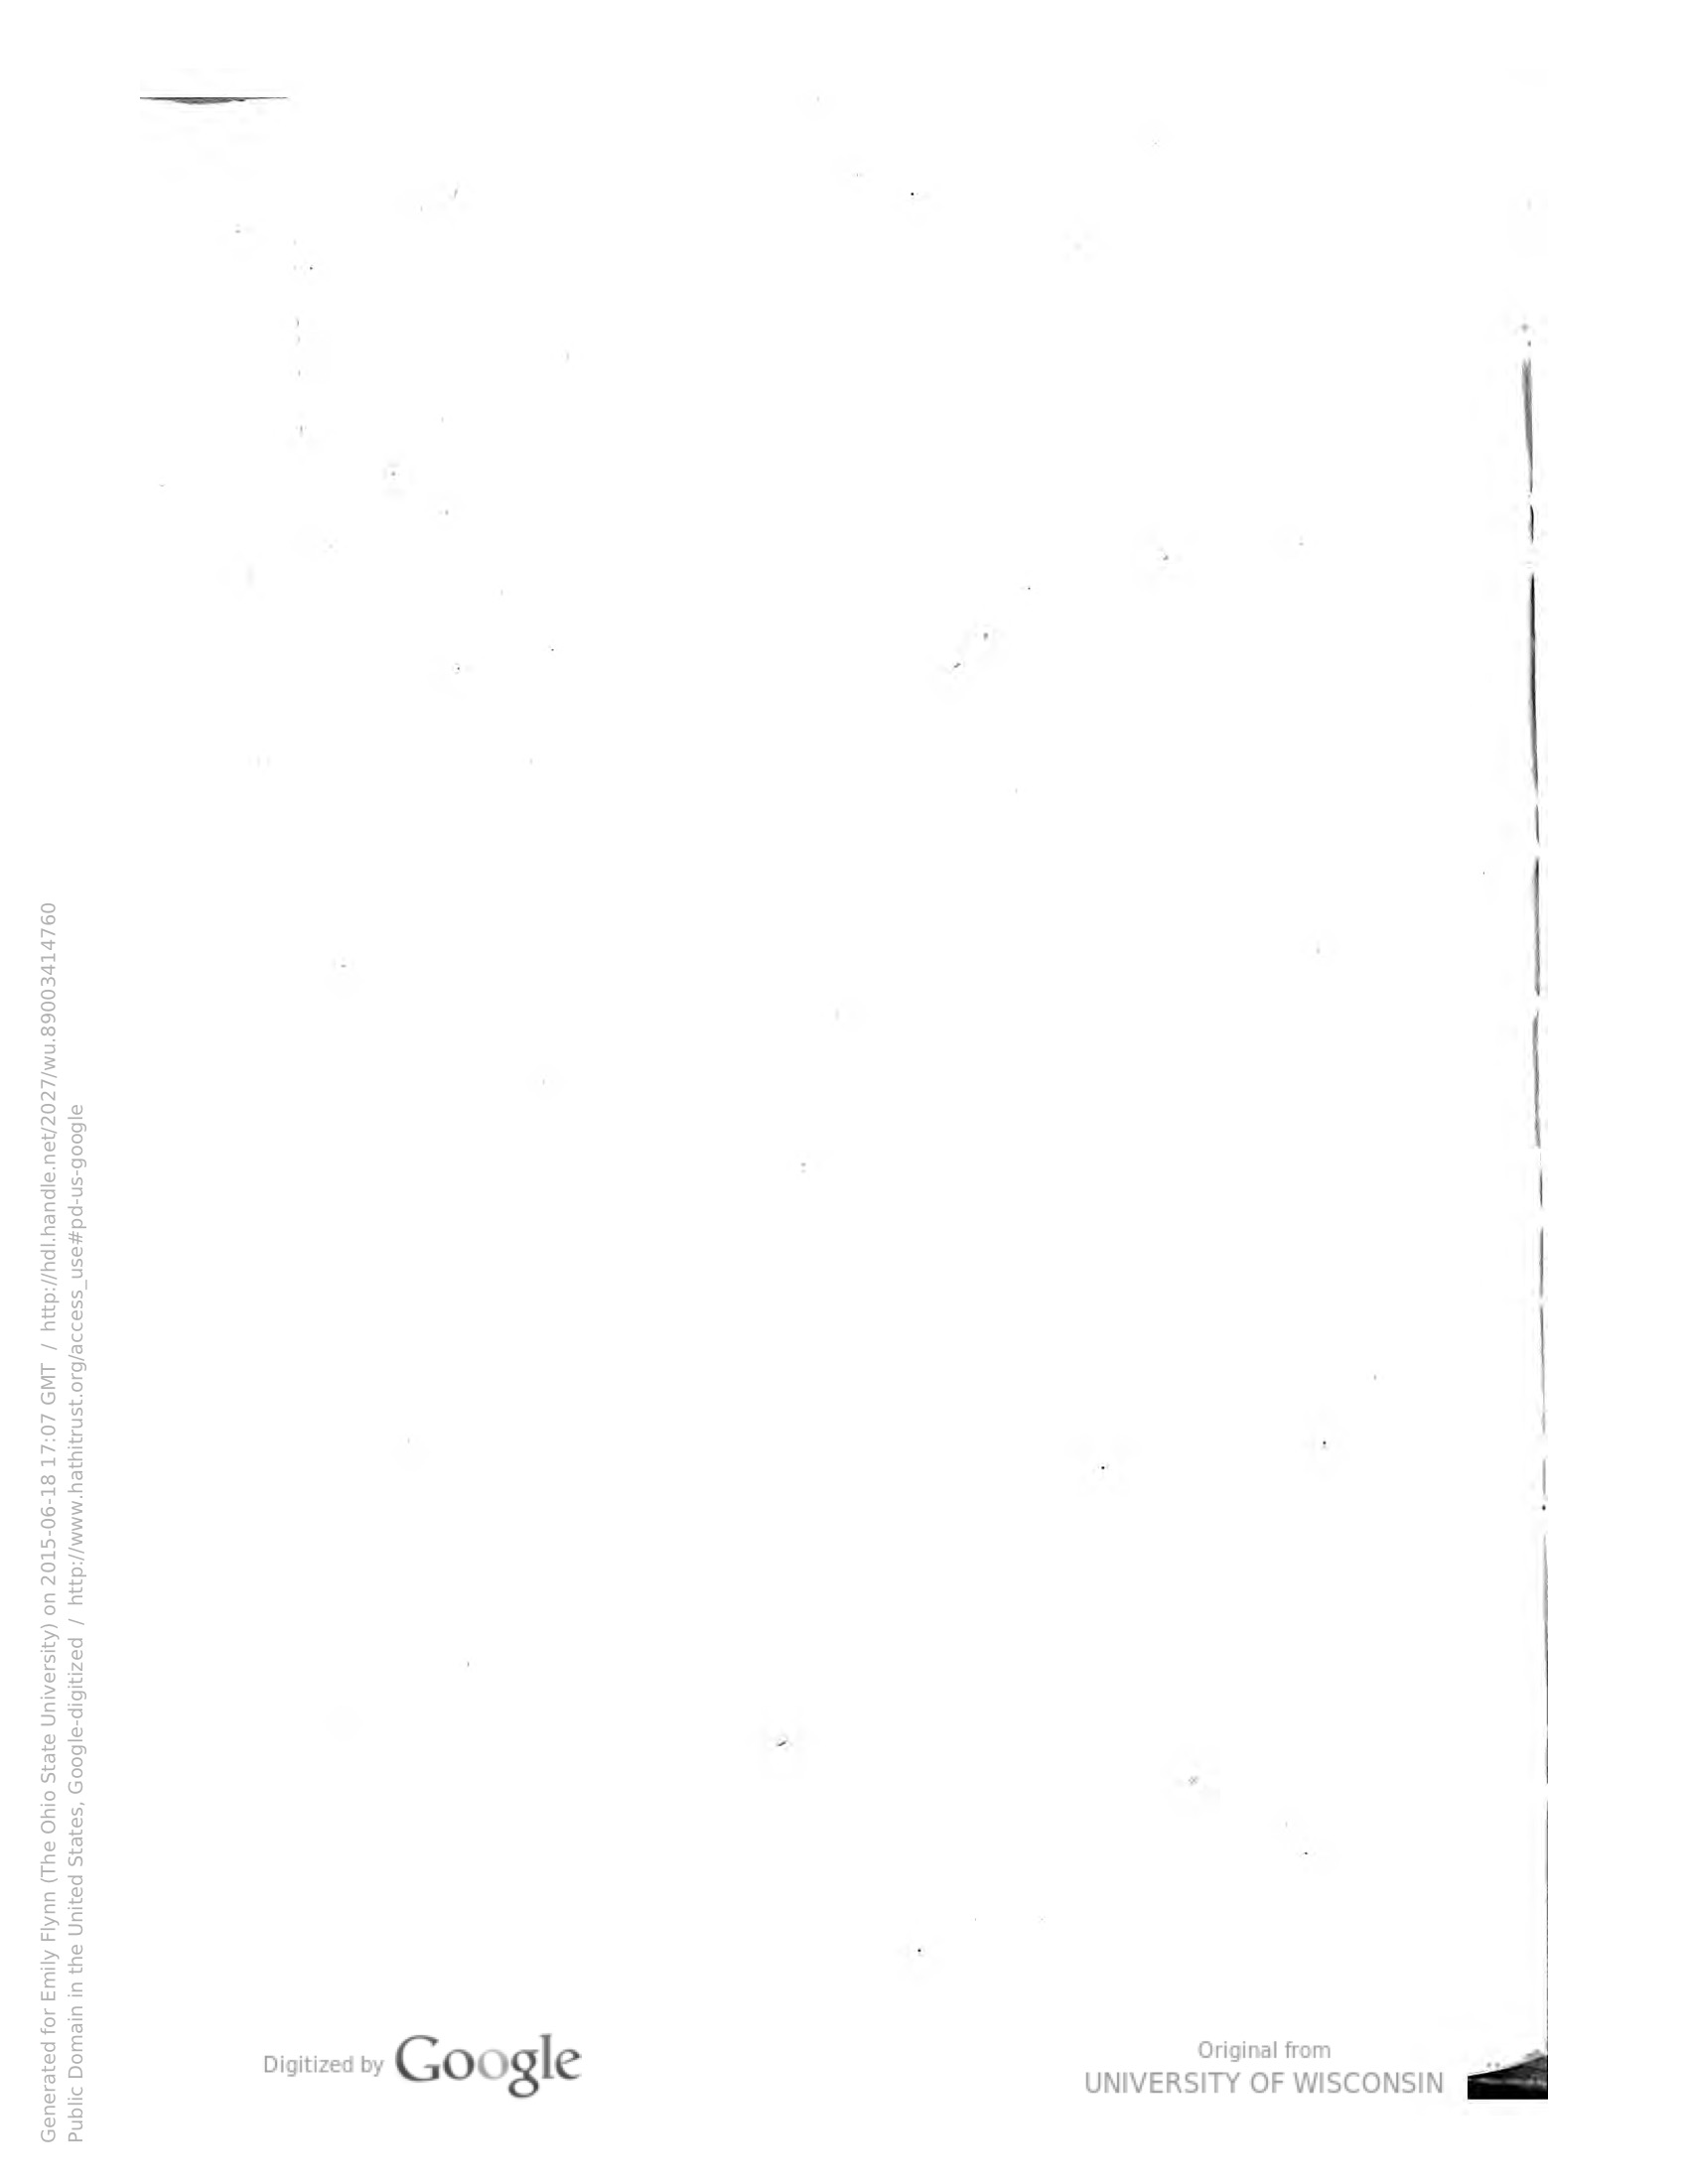 Generated for Emily Flynn (The Ohio State University) on 2015-06-18 17:07 GMT / http://hdl.handle.net/2027/wu.89003414760
Public Domain in the United States, Google-digitized / http://www.hathitrust.org/access_use#pd-us-google
Digitized by Google
Original from
UNIVERSITY OF WISCONSIN